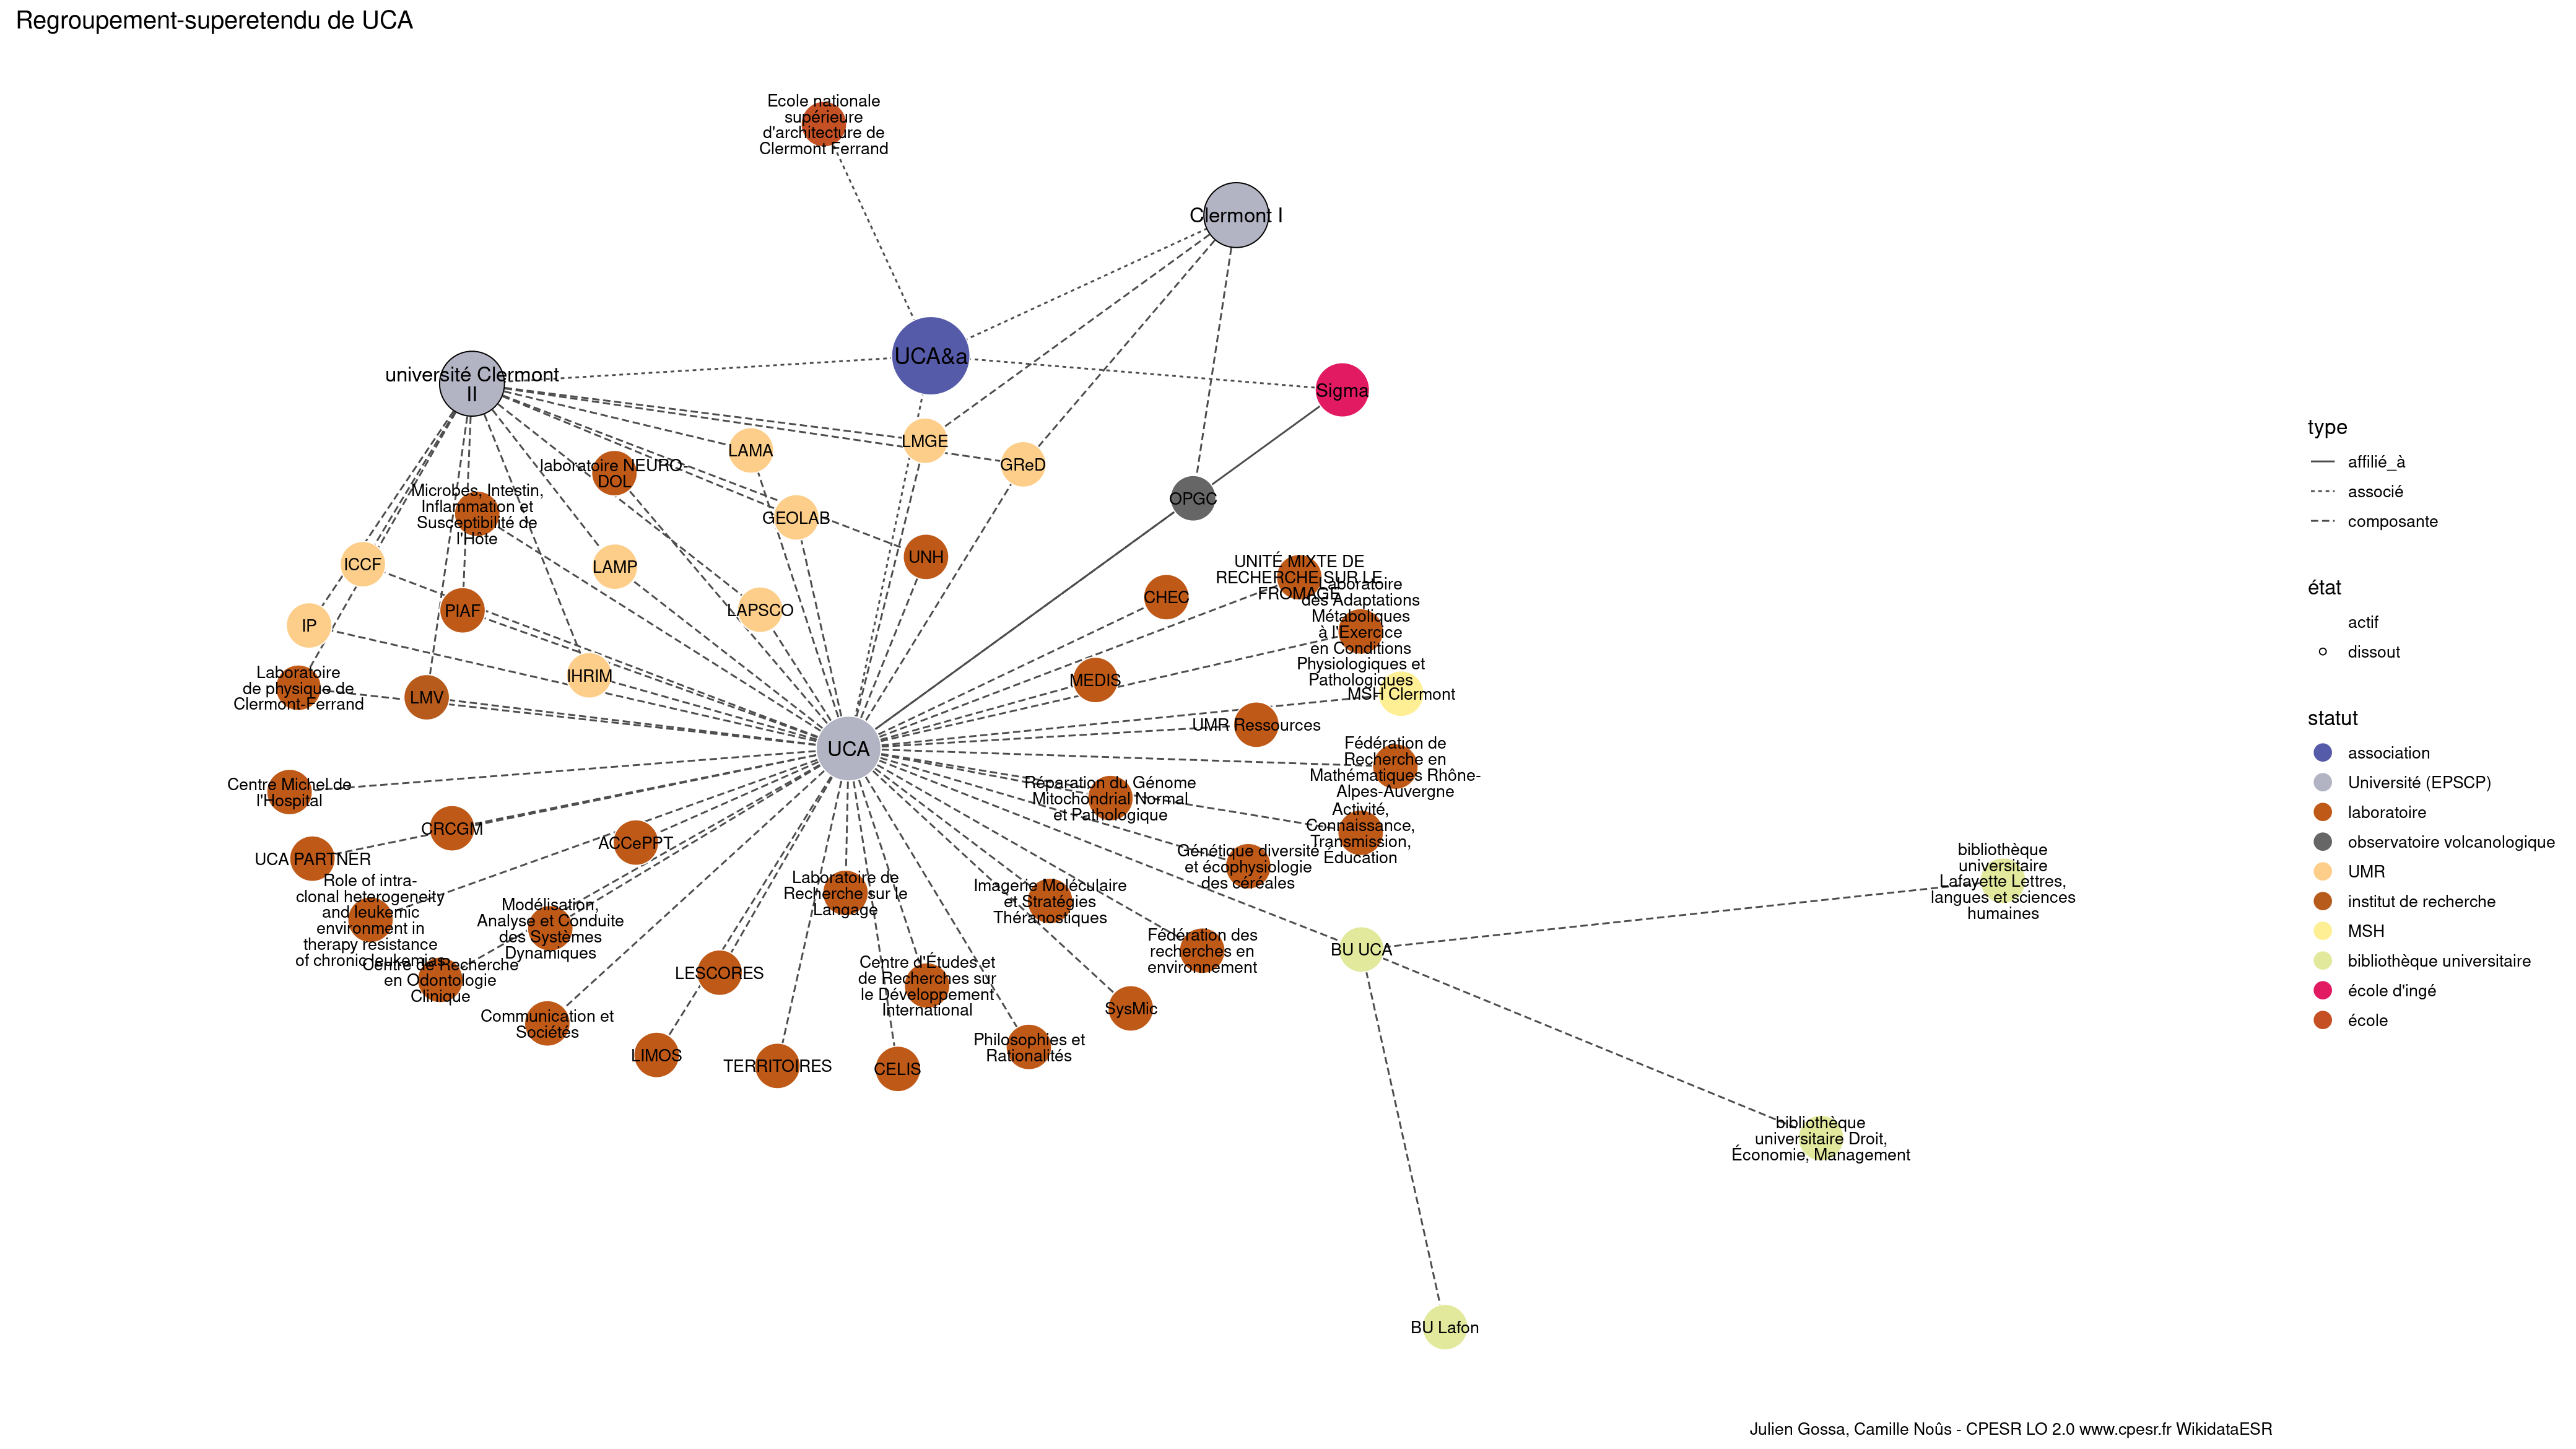 Regroupement-superetendu de UCA
Ecole nationale
supérieure
d'architecture de
Clermont Ferrand
Clermont I
UCA&a
université Clermont
II
Sigma
LMGE
LAMA
GReD
laboratoire NEURO-
DOL
OPGC
Microbes, Intestin,
Inflammation et
Susceptibilité de
l'Hôte
GEOLAB
UNH
ICCF
LAMP
UNITÉ MIXTE DE
RECHERCHE SUR LE
FROMAGE
CHEC
Laboratoire
des Adaptations
Métaboliques
à l'Exercice
en Conditions
Physiologiques et
Pathologiques
PIAF
LAPSCO
IP
IHRIM
MEDIS
Laboratoire
de physique de
Clermont-Ferrand
LMV
MSH Clermont
UMR Ressources
UCA
Fédération de
Recherche en
Mathématiques Rhône-
Alpes-Auvergne
Centre Michel de
l'Hospital
Réparation du Génome
Mitochondrial Normal
et Pathologique
CRCGM
ACCePPT
Activité,
Connaissance,
Transmission,
Éducation
UCA PARTNER
Génétique diversité
et écophysiologie
des céréales
Role of intra-
clonal heterogeneity
and leukemic
environment in
therapy resistance
of chronic leukemias
Laboratoire de
Recherche sur le
Langage
Imagerie Moléculaire
et Stratégies
Théranostiques
Modélisation,
Analyse et Conduite
des Systèmes
Dynamiques
bibliothèque
universitaire
Lafayette Lettres,
langues et sciences
humaines
BU UCA
Fédération des
recherches en
environnement
Centre de Recherche
en Odontologie
Clinique
LESCORES
Centre d'Études et
de Recherches sur
le Développement
International
SysMic
Communication et
Sociétés
Philosophies et
Rationalités
LIMOS
TERRITOIRES
CELIS
bibliothèque
universitaire Droit,
Économie, Management
BU Lafon
type
affilié_à
associé
composante
état
actif
dissout
statut
association
Université (EPSCP)
laboratoire
observatoire volcanologique
UMR
institut de recherche
MSH
bibliothèque universitaire
école d'ingé
école
Julien Gossa, Camille Noûs - CPESR LO 2.0 www.cpesr.fr WikidataESR